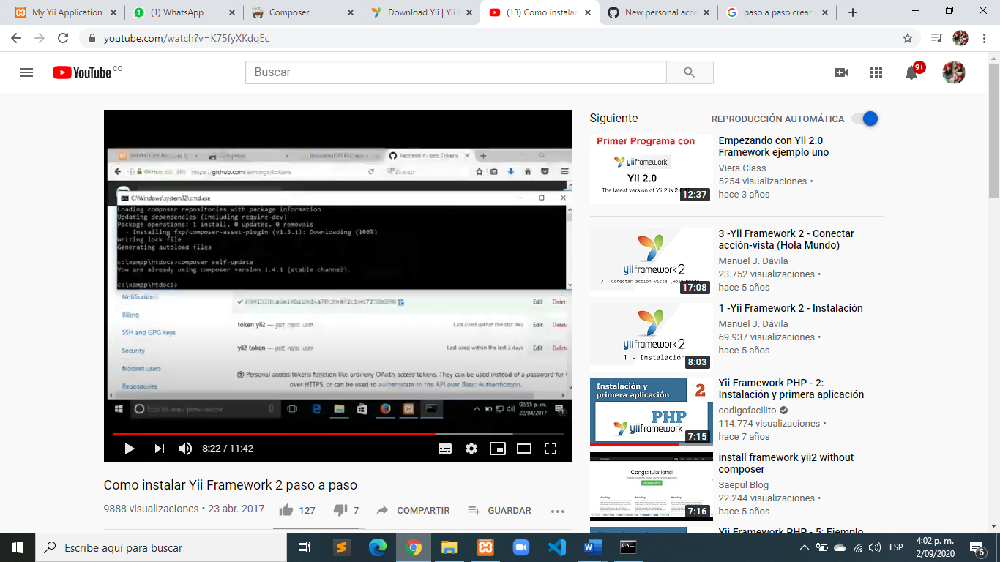 My Yii Application
(1) WhatsApp
Composer
Download Yii | Yii
(13) Como instalar
New personal acce
paso a paso crear
youtube.com/watch?v=K75fyXKdqEc
YouTube CO
Buscar
9+
Personal Access Tokens
https://github.com/settings/tokens
C:\Windows\system32\cmd.exe
Loading composer repositories with package information
Updating dependencies (including require-dev)
Package operations: 1 install, 0 updates, 0 removals
- Installing fxp/composer-asset-plugin (v1.3.1): Downloading (100%)
Writing lock file
Generating autoload files
c:\xampp\htdocs>composer self-update
You are already using composer version 1.4.1 (stable channel).
c:\xampp\htdocs>
Notifications
Billing
SSH and GPG keys
Security
Blocked users
Repositories
Edit Delet
token yii2 — gist, repo, user Last used within the last day Edit Delet
yii2 token — gist, repo, user Last used within the last 2 days Edit Delet
Personal access tokens function like ordinary OAuth access tokens. They can be used instead of a password for
over HTTPS, or can be used to authenticate to the API over Basic Authentication.
02:55 p. m.
22/04/2017
8:22 / 11:42
Como instalar Yii Framework 2 paso a paso
9888 visualizaciones • 23 abr. 2017
127
7
COMPARTIR
GUARDAR
Siguiente
REPRODUCCIÓN AUTOMÁTICA
Primer Programa con
yiiframework
Yii 2.0
The latest version of Yii 2 is 2.0
12:37
Empezando con Yii 2.0
Framework ejemplo uno
Viera Class
5254 visualizaciones •
hace 3 años
yiiframework 2
3 - Conectar acción-vista (Hola Mundo)
17:08
3 -Yii Framework 2 - Conectar
acción-vista (Hola Mundo)
Manuel J. Dávila
23.752 visualizaciones •
hace 5 años
yiiframework 2
1 - Instalación
8:03
1 -Yii Framework 2 - Instalación
Manuel J. Dávila
69.937 visualizaciones •
hace 5 años
Instalación y
primera aplicación
2
PHP
yiiframework
7:15
Yii Framework PHP - 2:
Instalación y primera aplicación
codigofacilito
114.774 visualizaciones •
hace 7 años
Congratulations!
Heading
Heading
Heading
7:16
install framework yii2 without
composer
Saepul Blog
22.244 visualizaciones •
hace 5 años
Yii Framework PHP - 5: Ejemplo
Escribe aquí para buscar
ESP
4:02 p. m.
2/09/2020
6